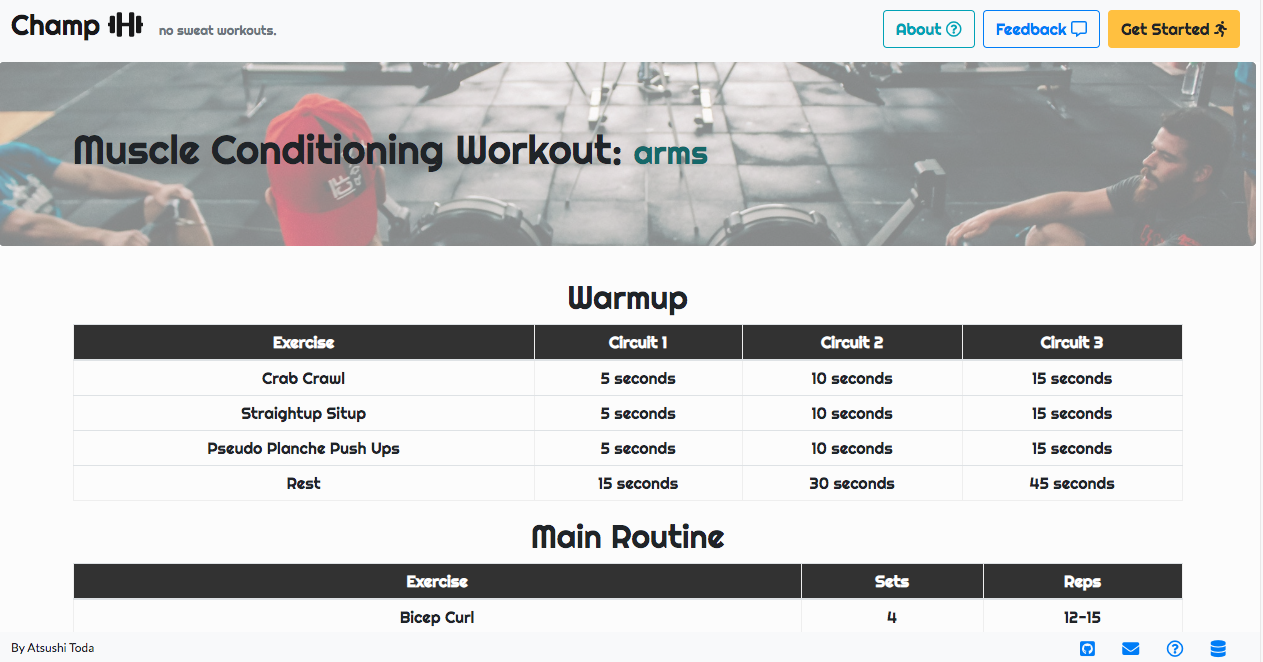 Champ no sweat workouts. About Feedback Get Started
Muscle Conditioning Workout: arms
Warmup
Exercise Circuit 1 Circuit 2 Circuit 3
Crab Crawl 5 seconds 10 seconds 15 seconds
Straightup Situp 5 seconds 10 seconds 15 seconds
Pseudo Planche Push Ups 5 seconds 10 seconds 15 seconds
Rest 15 seconds 30 seconds 45 seconds
Main Routine
Exercise Sets Reps
Bicep Curl 4 12-15
By Atsushi Toda